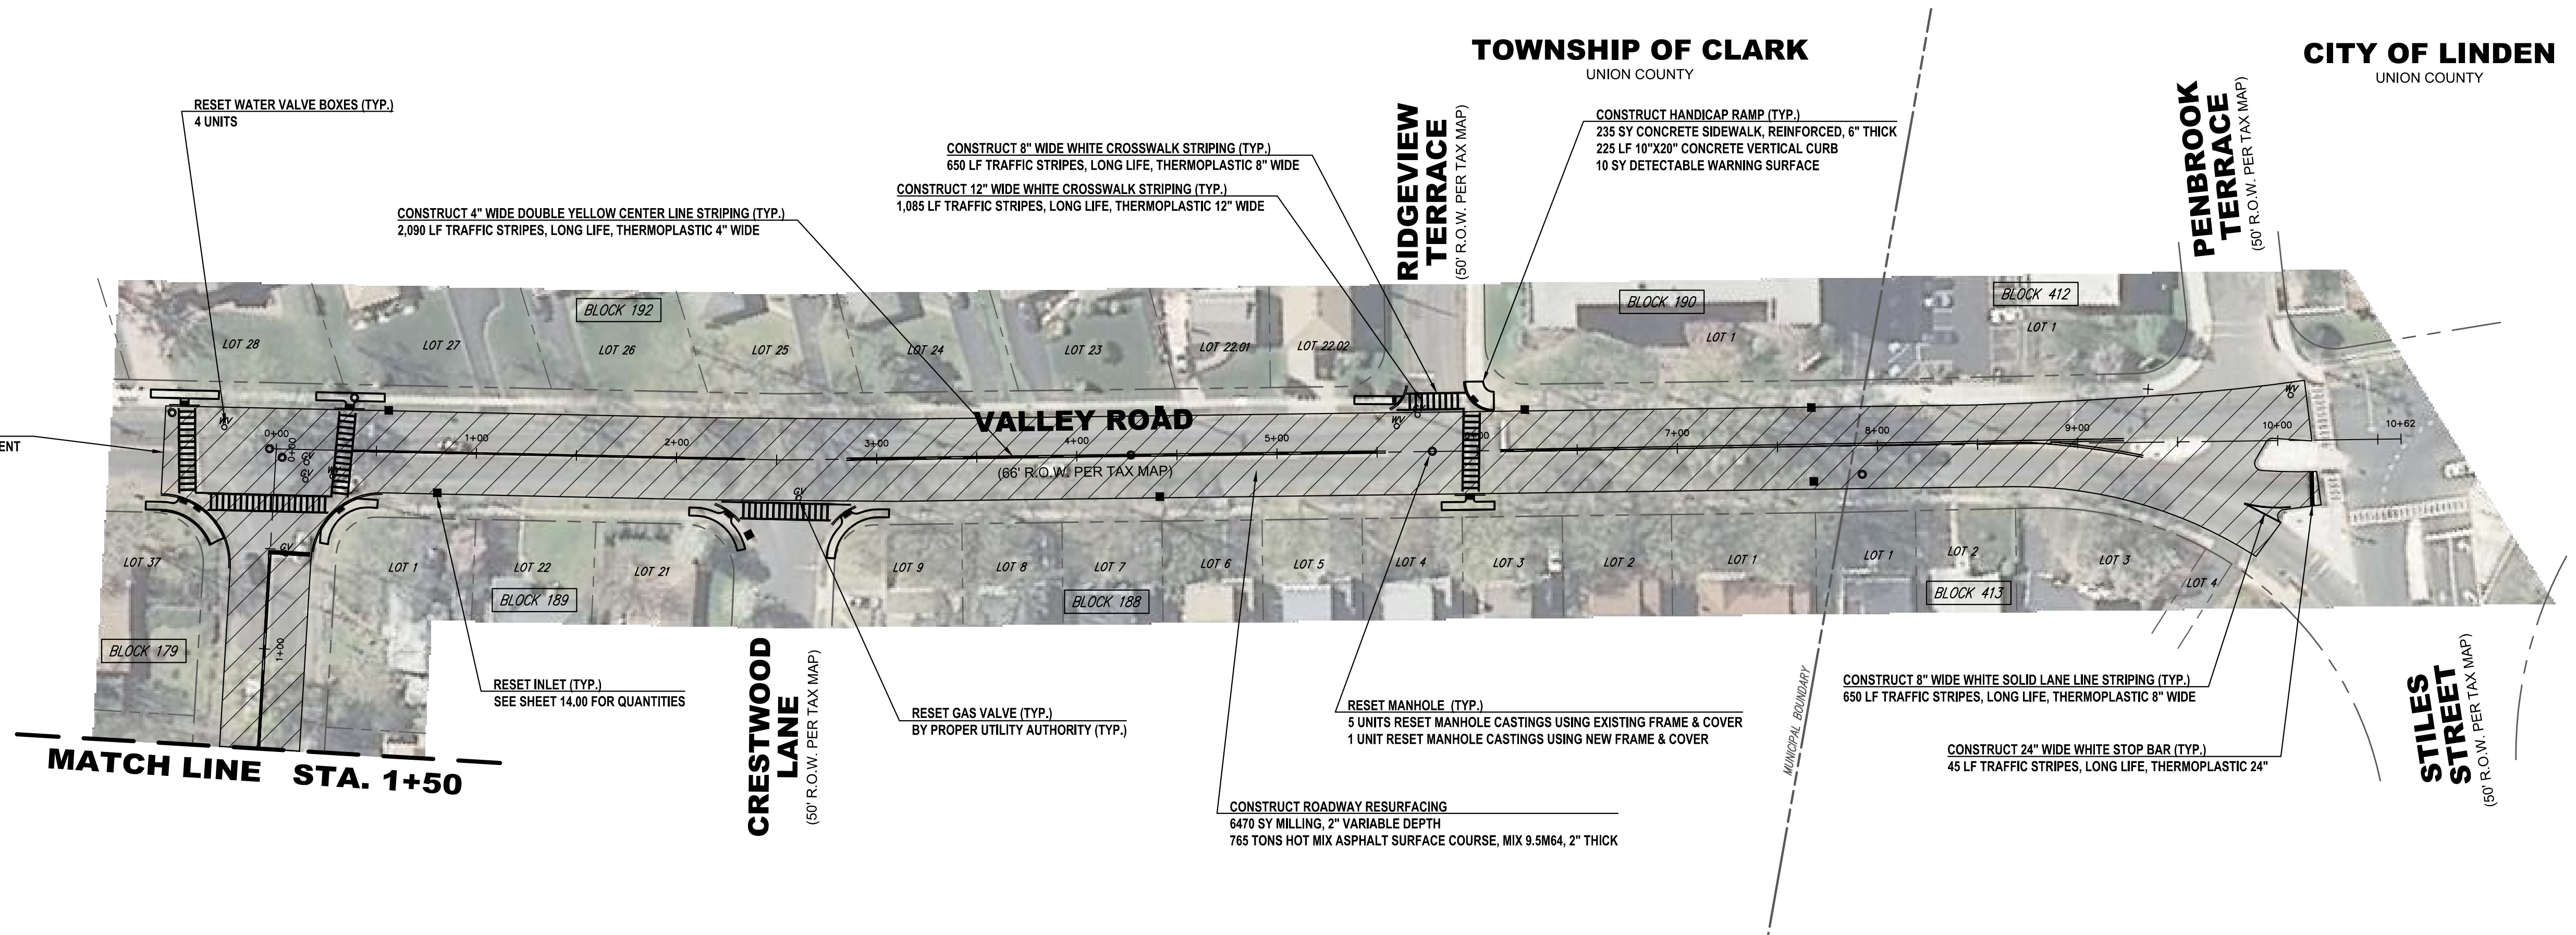 TOWNSHIP OF CLARK
UNION COUNTY
CITY OF LINDEN
UNION COUNTY
RESET WATER VALVE BOXES (TYP.)
4 UNITS
CONSTRUCT 4" WIDE DOUBLE YELLOW CENTER LINE STRIPING (TYP.)
2,090 LF TRAFFIC STRIPES, LONG LIFE, THERMOPLASTIC 4" WIDE
CONSTRUCT 8" WIDE WHITE CROSSWALK STRIPING (TYP.)
650 LF TRAFFIC STRIPES, LONG LIFE, THERMOPLASTIC 8" WIDE
CONSTRUCT 12" WIDE WHITE CROSSWALK STRIPING (TYP.)
1,085 LF TRAFFIC STRIPES, LONG LIFE, THERMOPLASTIC 12" WIDE
RIDGEVIEW
TERRACE
(50' R.O.W. PER TAX MAP)
CONSTRUCT HANDICAP RAMP (TYP.)
235 SY CONCRETE SIDEWALK, REINFORCED, 6" THICK
225 LF 10"X20" CONCRETE VERTICAL CURB
10 SY DETECTABLE WARNING SURFACE
PENBROOK
TERRACE
(50' R.O.W. PER TAX MAP)
BLOCK 192
BLOCK 190
BLOCK 412
LOT 28
LOT 27
LOT 26
LOT 25
LOT 24
LOT 23
LOT 22.01
LOT 22.02
LOT 1
LOT 1
WV
WV
WV
VALLEY ROAD
(66' R.O.W. PER TAX MAP)
ENT
0+00
0+00
1+00
2+00
3+00
4+00
5+00
7+00
8+00
9+00
10+00
10+62
GV
GV
WV
GV
GV
LOT 37
LOT 1
LOT 22
LOT 21
LOT 9
LOT 8
LOT 7
LOT 6
LOT 5
LOT 4
LOT 3
LOT 2
LOT 1
LOT 1
LOT 2
LOT 3
LOT 4
BLOCK 179
BLOCK 189
BLOCK 188
BLOCK 413
1+00
MATCH LINE STA. 1+50
RESET INLET (TYP.)
SEE SHEET 14.00 FOR QUANTITIES
CRESTWOOD
LANE
(50' R.O.W. PER TAX MAP)
RESET GAS VALVE (TYP.)
BY PROPER UTILITY AUTHORITY (TYP.)
RESET MANHOLE (TYP.)
5 UNITS RESET MANHOLE CASTINGS USING EXISTING FRAME & COVER
1 UNIT RESET MANHOLE CASTINGS USING NEW FRAME & COVER
CONSTRUCT ROADWAY RESURFACING
6470 SY MILLING, 2" VARIABLE DEPTH
765 TONS HOT MIX ASPHALT SURFACE COURSE, MIX 9.5M64, 2" THICK
MUNICIPAL BOUNDARY
CONSTRUCT 8" WIDE WHITE SOLID LANE LINE STRIPING (TYP.)
650 LF TRAFFIC STRIPES, LONG LIFE, THERMOPLASTIC 8" WIDE
CONSTRUCT 24" WIDE WHITE STOP BAR (TYP.)
45 LF TRAFFIC STRIPES, LONG LIFE, THERMOPLASTIC 24"
STILES
STREET
(50' R.O.W. PER TAX MAP)